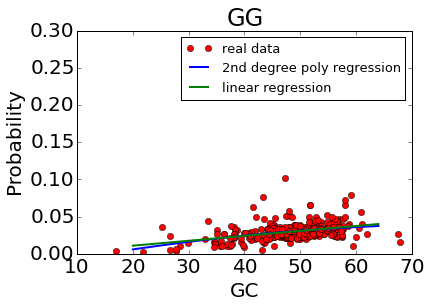 GG
0.30
0.25
0.20
0.15
0.10
0.05
0.00
Probability
real data
2nd degree poly regression
linear regression
10 20 30 40 50 60 70
GC